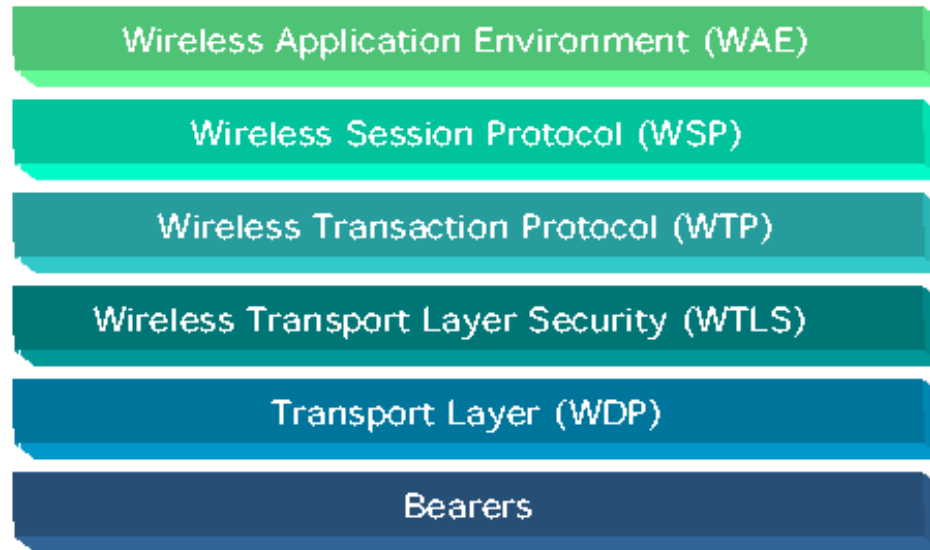 Wireless Application Environment (WAE)
Wireless Session Protocol (WSP)
Wireless Transaction Protocol (WTP)
Wireless Transport Layer Security (WTLS)
Transport Layer (WDP)
Bearers